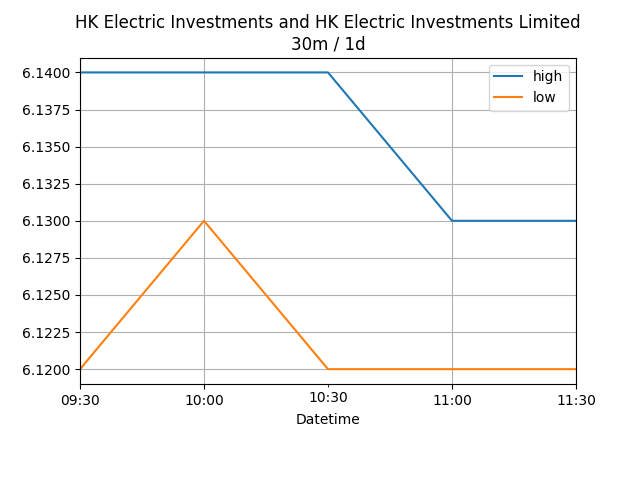 HK Electric Investments and HK Electric Investments Limited
30m / 1d
high
low
6.1400
6.1375
6.1350
6.1325
6.1300
6.1275
6.1250
6.1225
6.1200
09:30 10:00 10:30 11:00 11:30
Datetime